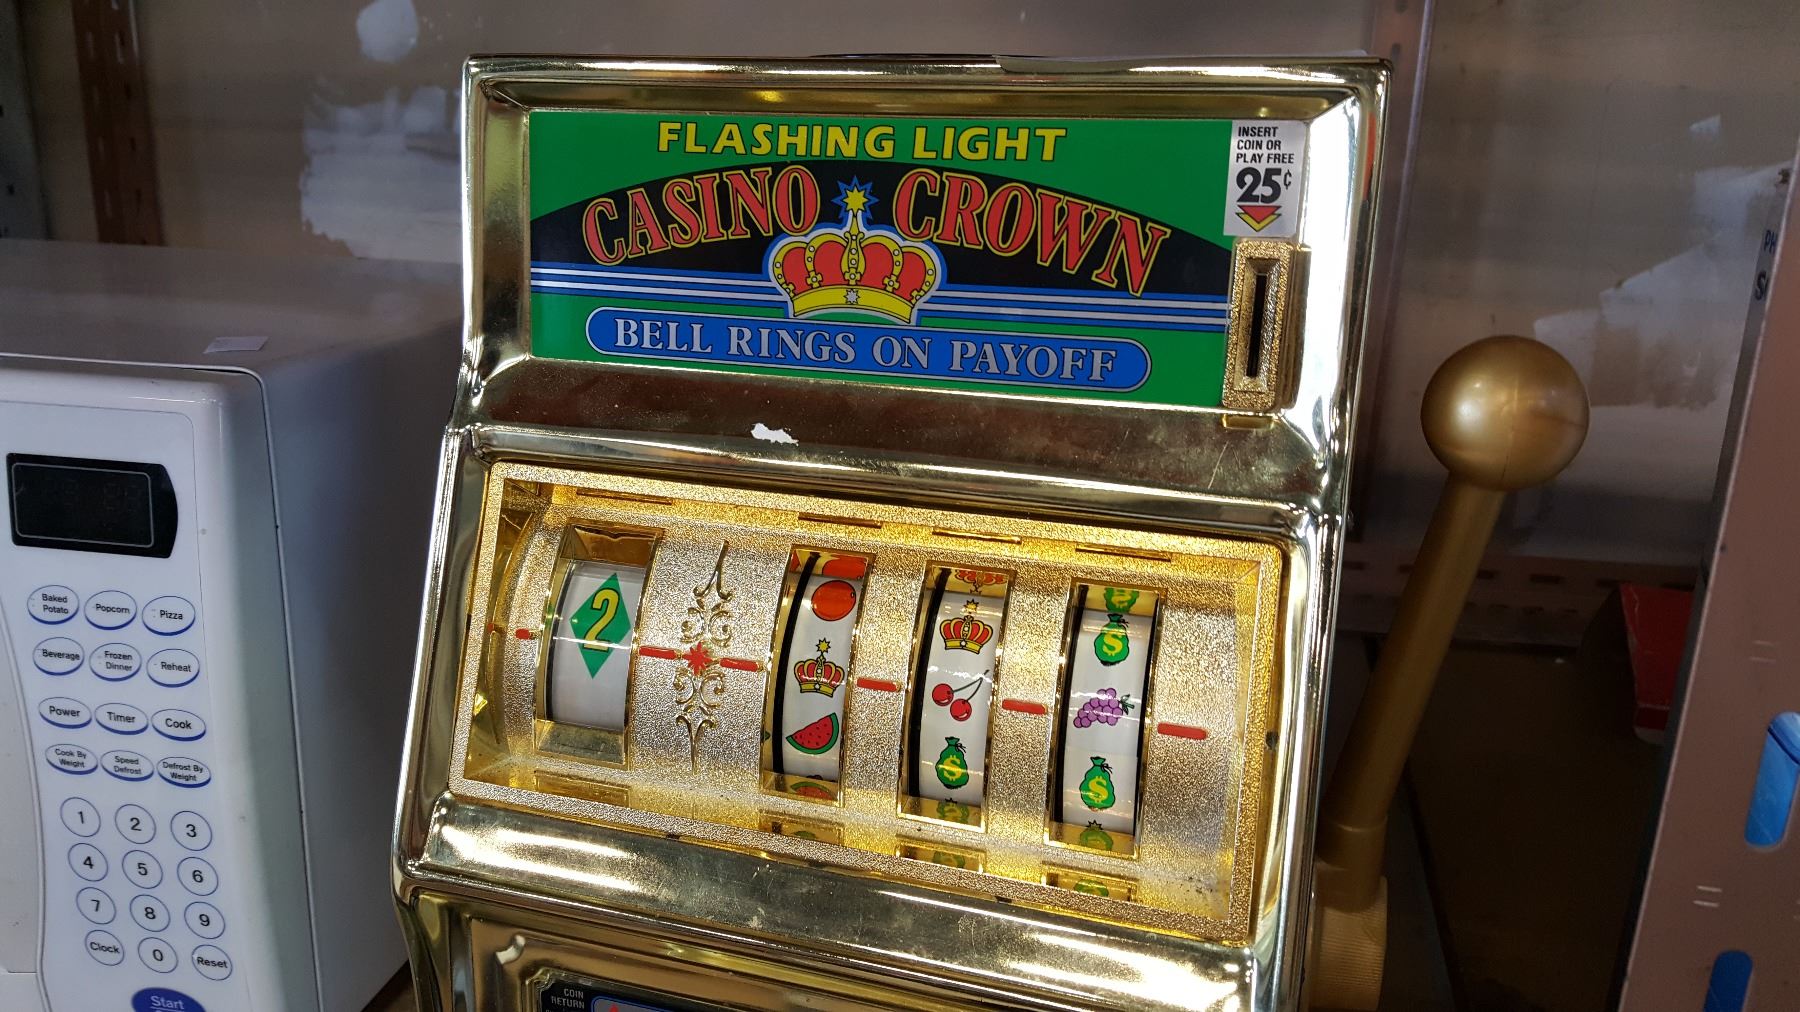 FLASHING LIGHT
CASINO CROWN
BELL RINGS ON PAYOFF
INSERT
COIN OR
PLAY FREE
25¢
2
$
$
$
COIN
RETURN
Baked
Potato
Popcorn
Pizza
Beverage
Frozen
Dinner
Reheat
Power
Timer
Cook
Cook By
Weight
Speed
Defrost
Defrost By
Weight
1
2
3
4
5
6
7
8
9
Clock
0
Reset
Start